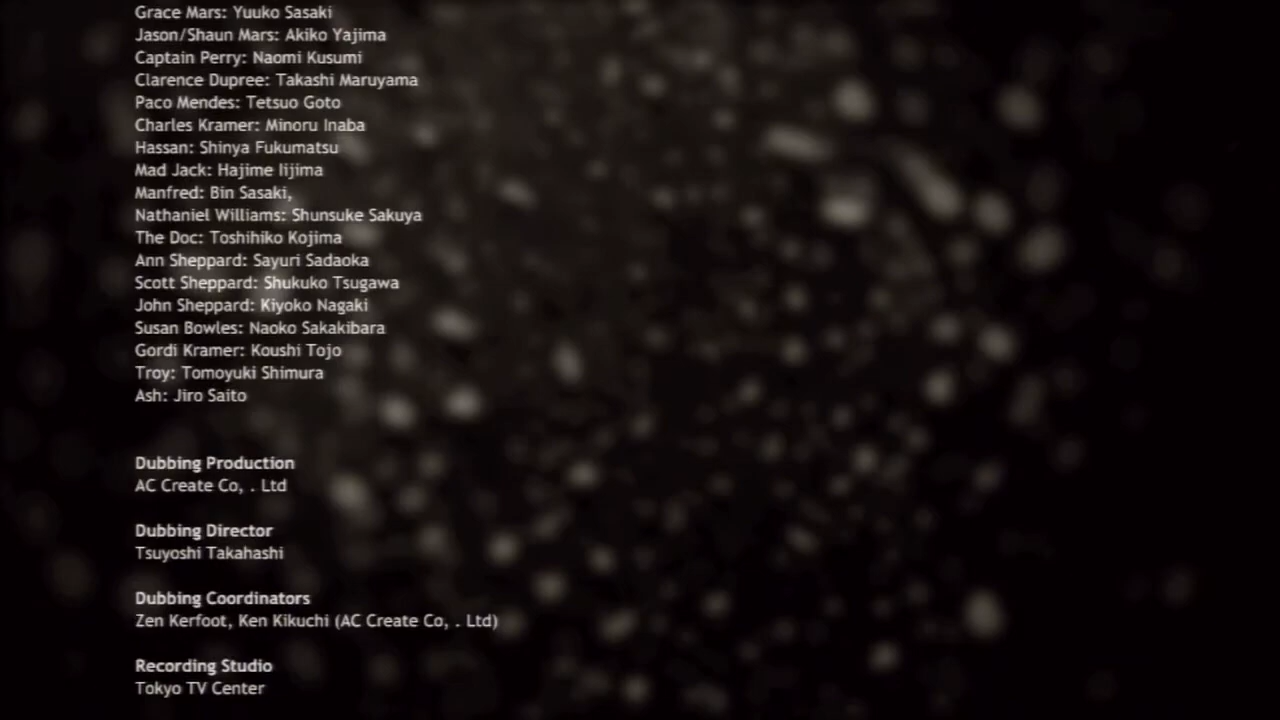 Grace Mars: Yuuko Sasaki
Jason/Shaun Mars: Akiko Yajima
Captain Perry: Naomi Kusumi
Clarence Dupree: Takashi Maruyama
Paco Mendes: Tetsuo Goto
Charles Kramer: Minoru Inaba
Hassan: Shinya Fukumatsu
Mad Jack: Hajime Iijima
Manfred: Bin Sasaki,
Nathaniel Williams: Shunsuke Sakuya
The Doc: Toshihiko Kojima
Ann Sheppard: Sayuri Sadaoka
Scott Sheppard: Shukuko Tsugawa
John Sheppard: Kiyoko Nagaki
Susan Bowles: Naoko Sakakibara
Gordi Kramer: Koushi Tojo
Troy: Tomoyuki Shimura
Ash: Jiro Saito
Dubbing Production
AC Create Co, . Ltd
Dubbing Director
Tsuyoshi Takahashi
Dubbing Coordinators
Zen Kerfoot, Ken Kikuchi (AC Create Co, . Ltd)
Recording Studio
Tokyo TV Center